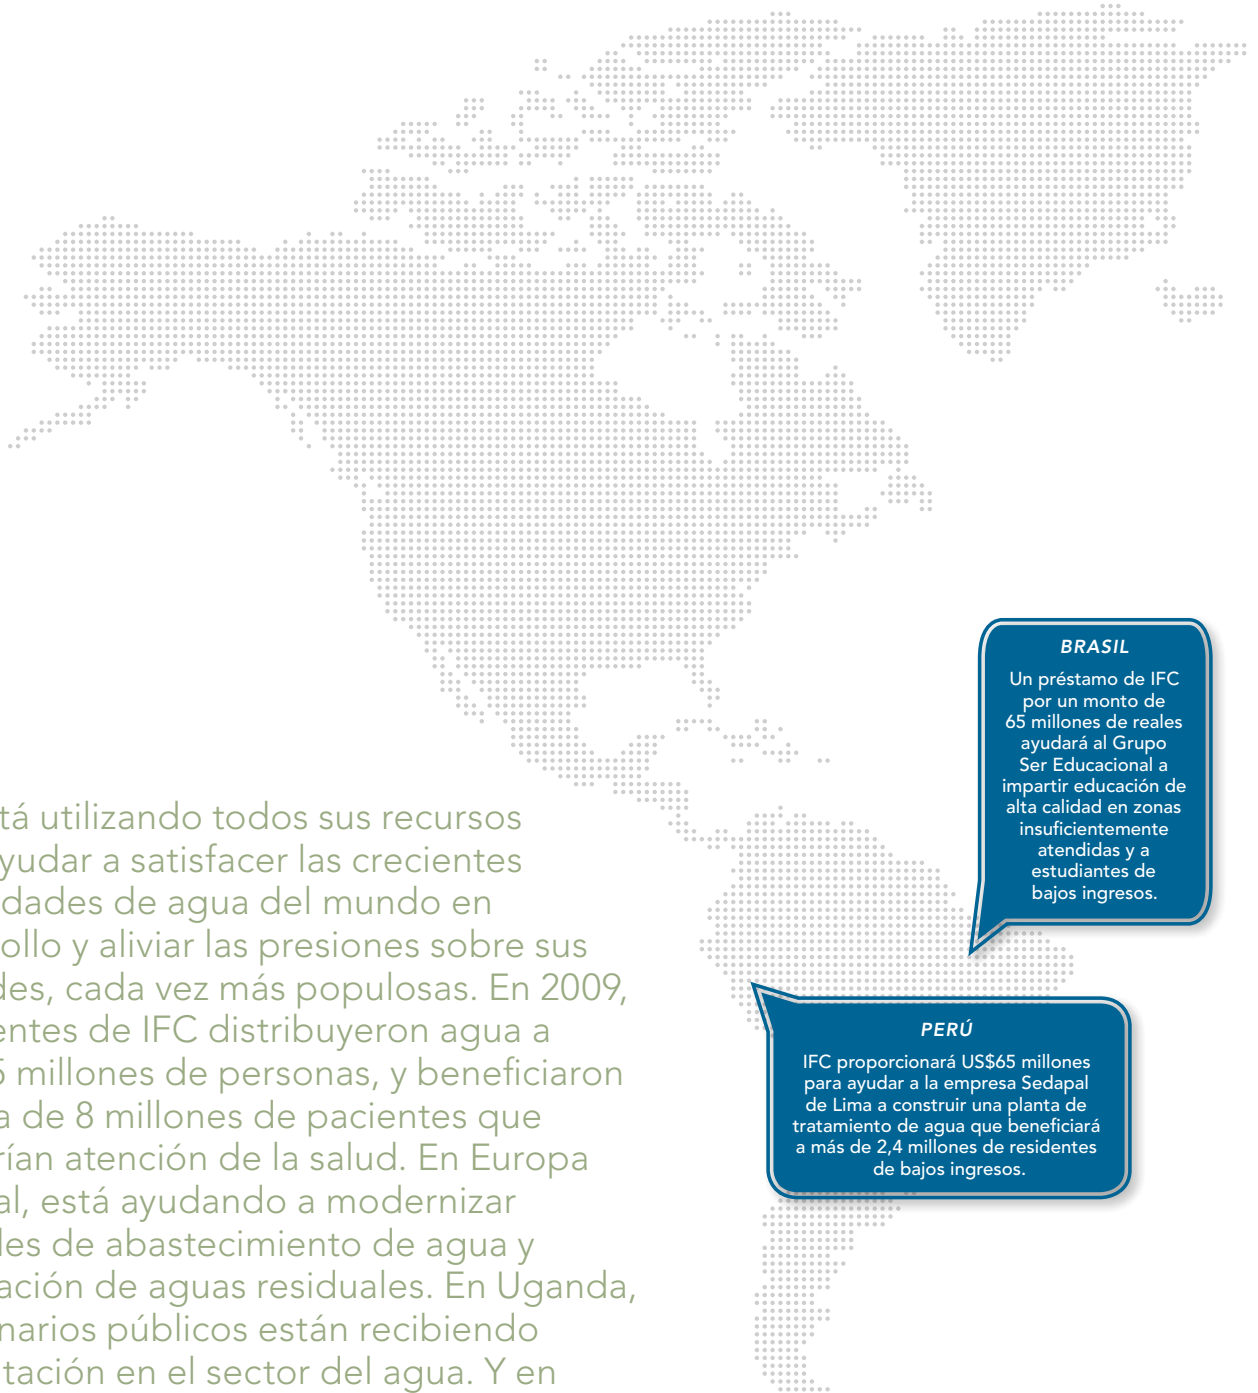 BRASIL
Un préstamo de IFC
por un monto de
65 millones de reales
ayudará al Grupo
Ser Educacional a
impartir educación de
alta calidad en zonas
insuficientemente
atendidas y a
estudiantes de
bajos ingresos.
tá utilizando todos sus recursos
yudar a satisfacer las crecientes
dades de agua del mundo en
ollo y aliviar las presiones sobre sus
des, cada vez más populosas. En 2009,
entes de IFC distribuyeron agua a
5 millones de personas, y beneficiaron
a de 8 millones de pacientes que
rían atención de la salud. En Europa
al, está ayudando a modernizar
les de abastecimiento de agua y
ación de aguas residuales. En Uganda,
narios públicos están recibiendo
tación en el sector del agua. Y en
PERÚ
IFC proporcionará US$65 millones
para ayudar a la empresa Sedapal
de Lima a construir una planta de
tratamiento de agua que beneficiará
a más de 2,4 millones de residentes
de bajos ingresos.